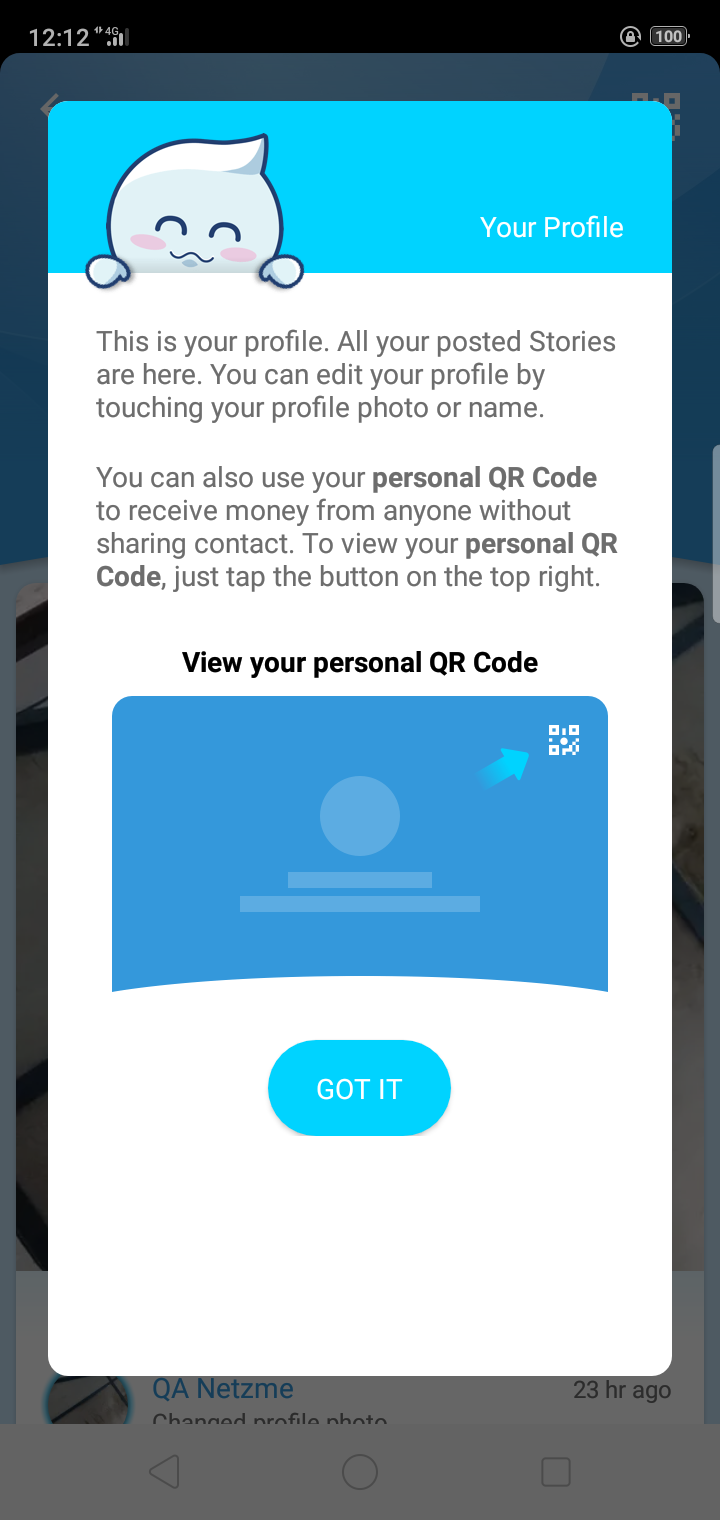 12:12 4G 100
Your Profile
This is your profile. All your posted Stories
are here. You can edit your profile by
touching your profile photo or name.
You can also use your personal QR Code
to receive money from anyone without
sharing contact. To view your personal QR
Code, just tap the button on the top right.
View your personal QR Code
GOT IT
QA Netzme 23 hr ago
Changed profile photo